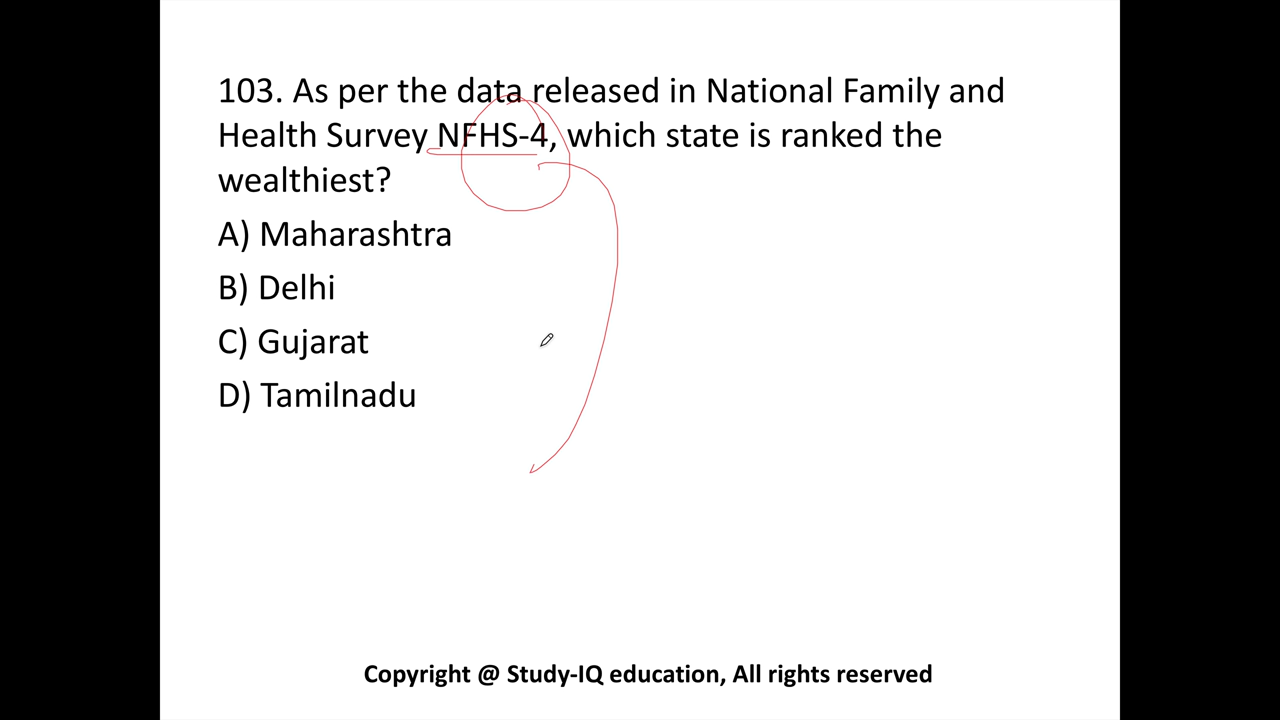 103. As per the data released in National Family and
Health Survey NFHS-4, which state is ranked the
wealthiest?
A) Maharashtra
B) Delhi
C) Gujarat
D) Tamilnadu
Copyright @ Study-IQ education, All rights reserved